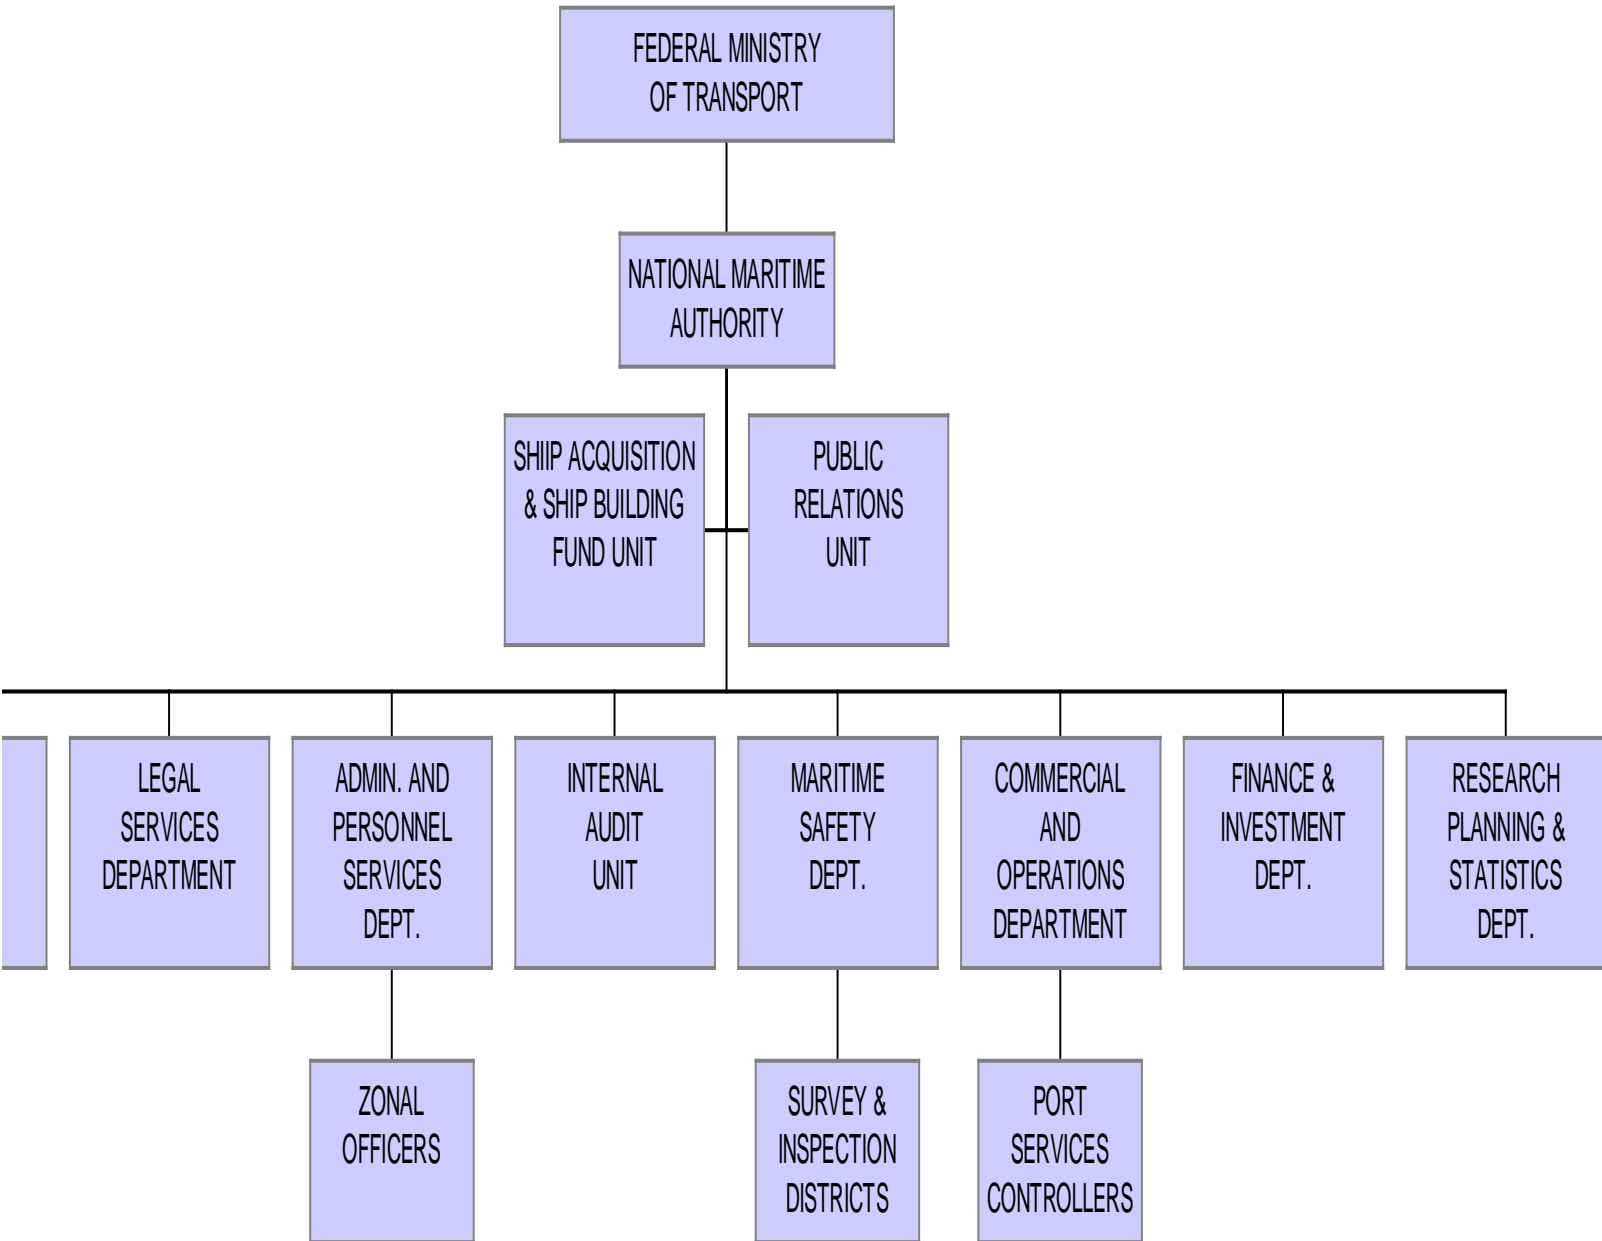 FEDERAL MINISTRY
OF TRANSPORT
NATIONAL MARITIME
AUTHORITY
SHIIP ACQUISITION
& SHIP BUILDING
FUND UNIT
PUBLIC
RELATIONS
UNIT
LEGAL
SERVICES
DEPARTMENT
ADMIN. AND
PERSONNEL
SERVICES
DEPT.
INTERNAL
AUDIT
UNIT
MARITIME
SAFETY
DEPT.
COMMERCIAL
AND
OPERATIONS
DEPARTMENT
FINANCE &
INVESTMENT
DEPT.
RESEARCH
PLANNING &
STATISTICS
DEPT.
ZONAL
OFFICERS
SURVEY &
INSPECTION
DISTRICTS
PORT
SERVICES
CONTROLLERS